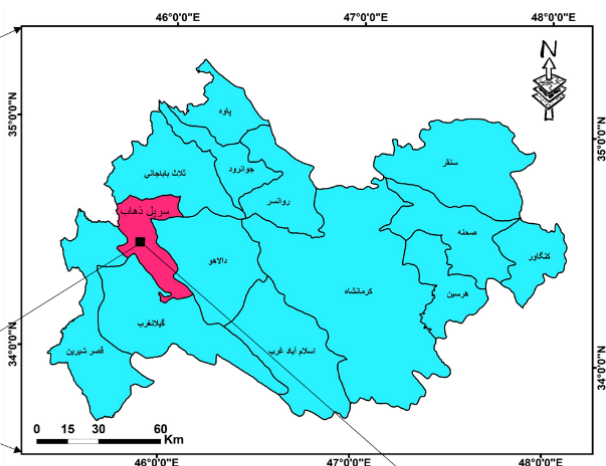 46°0'0"E 47°0'0"E 48°0'0"E
N
35°0'0"N
35°0'0"N
پاوه
سنقر
جوانرود
ثلاث باباجاني
روانسر
سرپل ذهاب
صحنه
کنگاور
دالاهو
کرمانشاه
هرسین
گیلانغرب
34°0'0"N
34°0'0"N
قصر شیرین
اسلام آباد غرب
0 15 30 60
Km
46°0'0"E 47°0'0"E 48°0'0"E